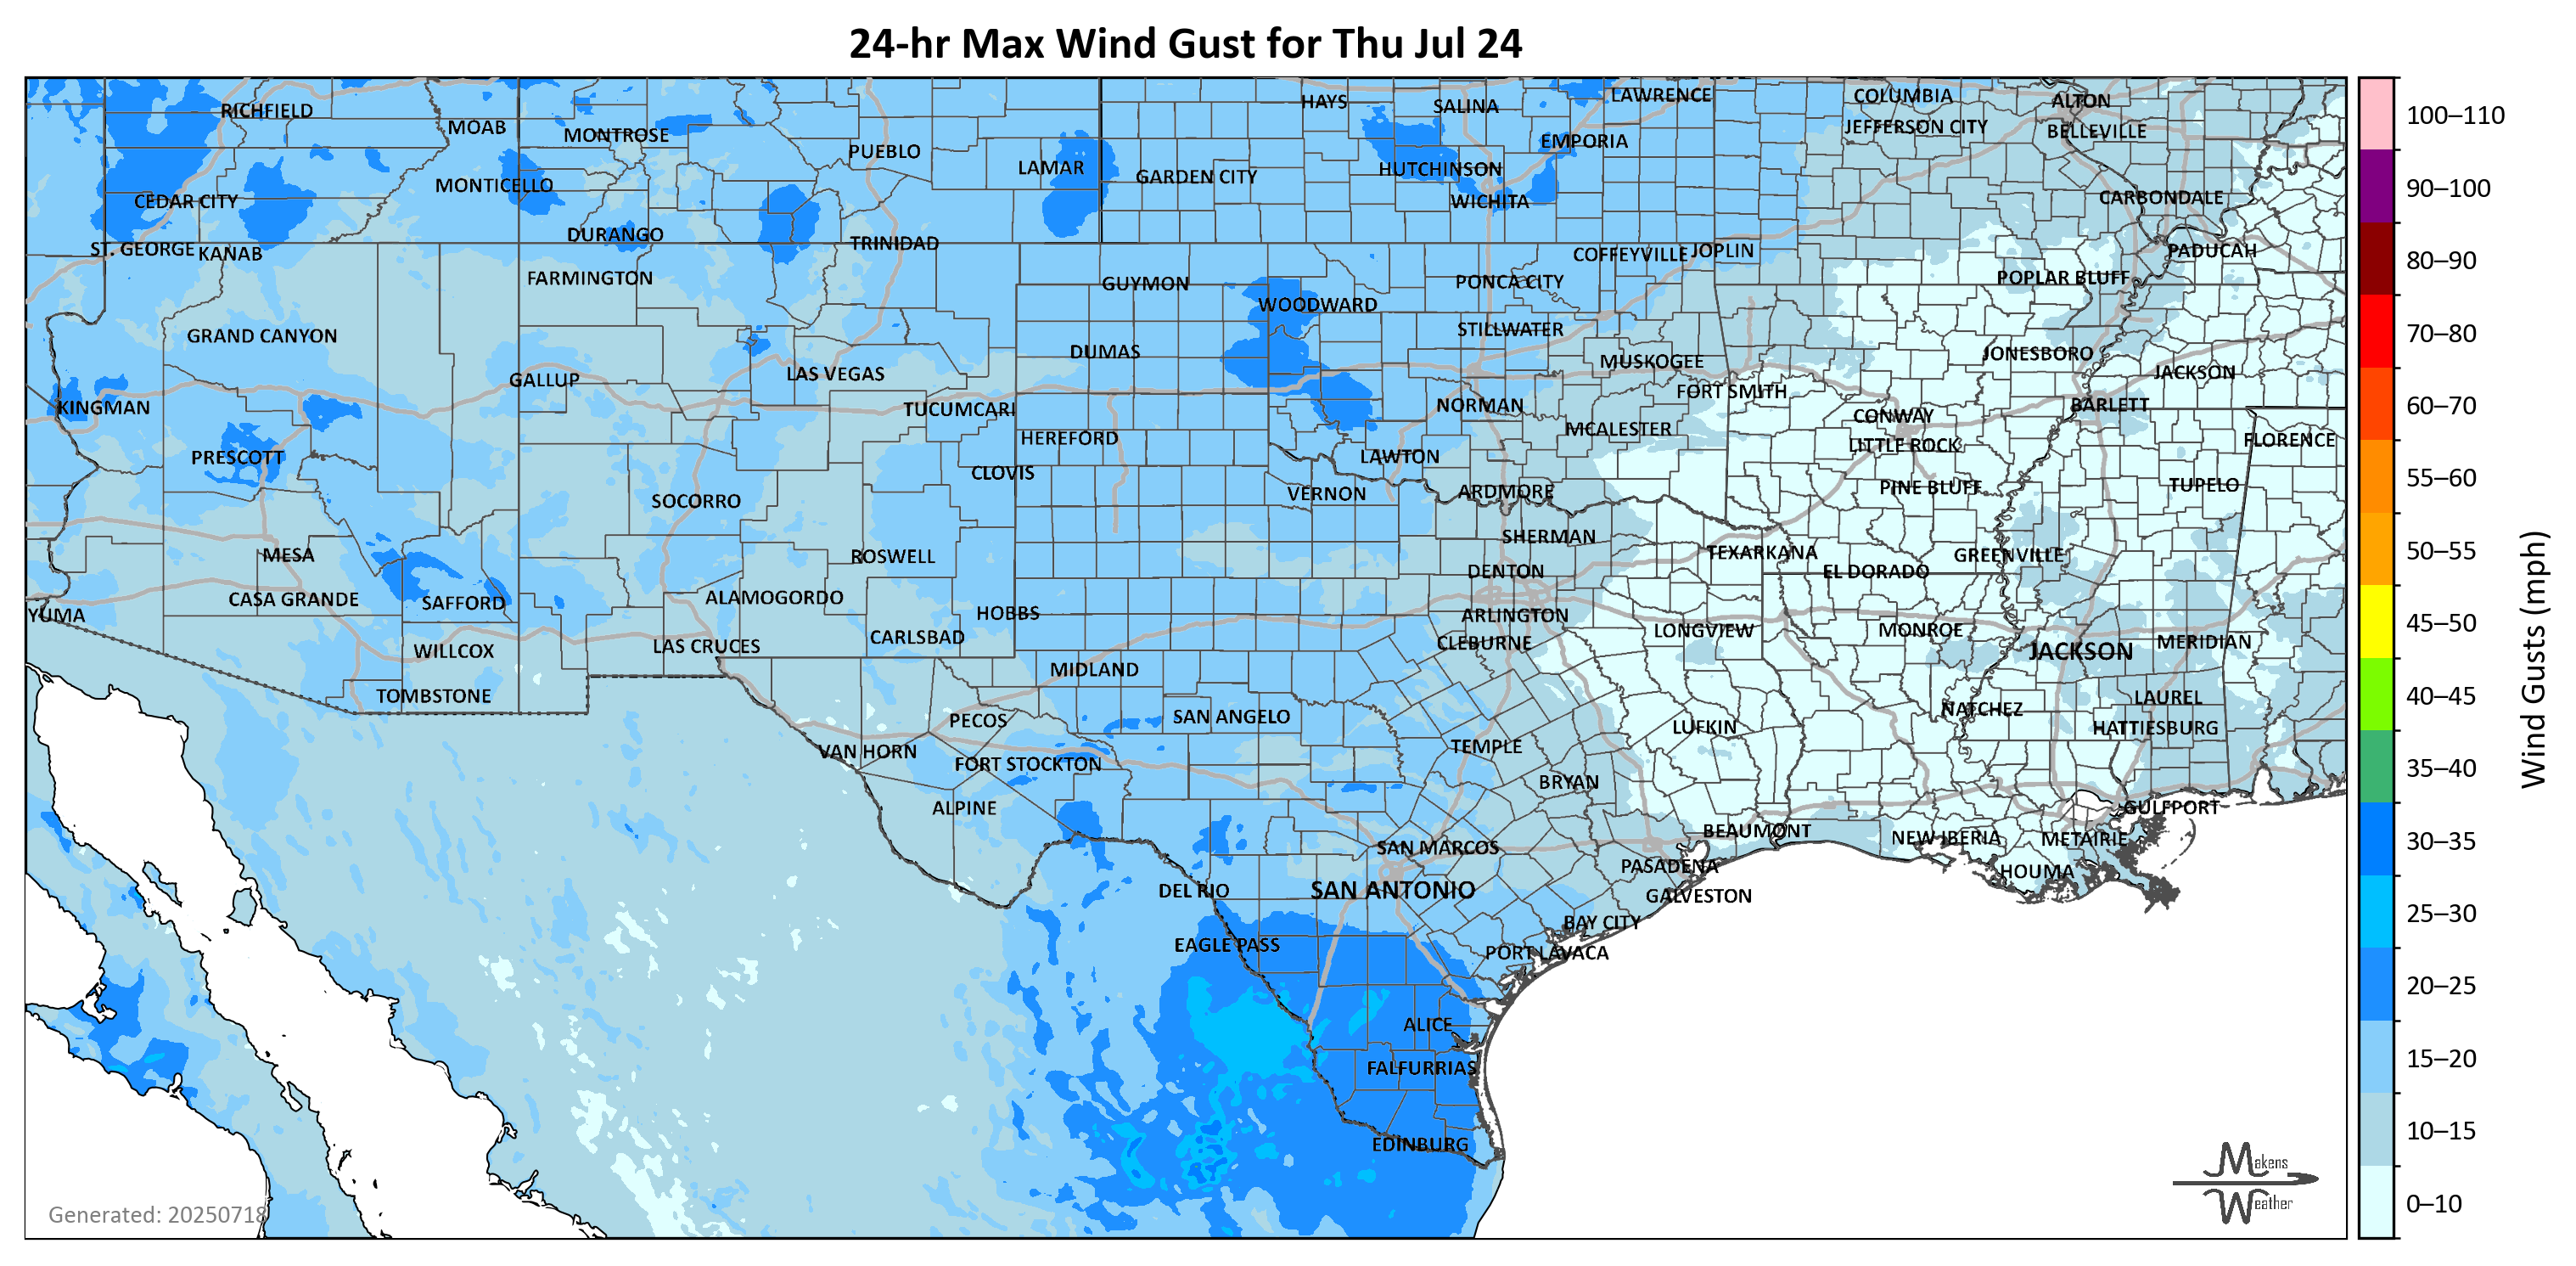 24-hr Max Wind Gust for Thu Jul 24
RICHFIELD
MOAB
MONTROSE
PUEBLO
LAMAR
HAYS
SALINA
LAWRENCE
COLUMBIA
ALTON
JEFFERSON CITY
BELLEVILLE
EMPORIA
HUTCHINSON
GARDEN CITY
MONTICELLO
CEDAR CITY
WICHITA
CARBONDALE
DURANGO
TRINIDAD
ST. GEORGE
KANAB
COFFEYVILLE
JOPLIN
PADUCAH
FARMINGTON
GUYMON
PONCA CITY
POPLAR BLUFF
WOODWARD
GRAND CANYON
STILLWATER
DUMAS
MUSKOGEE
JONESBORO
GALLUP
LAS VEGAS
JACKSON
FORT SMITH
KINGMAN
TUCUMCARI
NORMAN
BARLETT
CONWAY
HEREFORD
MCALESTER
LITTLE ROCK
FLORENCE
PRESCOTT
LAWTON
CLOVIS
SOCORRO
VERNON
ARDMORE
PINE BLUFF
TUPELO
SHERMAN
MESA
ROSWELL
TEXARKANA
GREENVILLE
DENTON
EL DORADO
CASA GRANDE
SAFFORD
ALAMOGORDO
YUMA
HOBBS
ARLINGTON
LONGVIEW
MONROE
CARLSBAD
CLEBURNE
MERIDIAN
WILLCOX
LAS CRUCES
JACKSON
MIDLAND
TOMBSTONE
LAUREL
PECOS
SAN ANGELO
NATCHEZ
LUFKIN
HATTIESBURG
VAN HORN
TEMPLE
FORT STOCKTON
BRYAN
ALPINE
GULFPORT
BEAUMONT
NEW IBERIA
METAIRIE
SAN MARCOS
PASADENA
HOUMA
DEL RIO
SAN ANTONIO
GALVESTON
BAY CITY
EAGLE PASS
PORT LAVACA
ALICE
FALFURRIAS
EDINBURG
Generated: 20250718
Makens
Weather
100–110
90–100
80–90
70–80
60–70
55–60
50–55
45–50
40–45
35–40
30–35
25–30
20–25
15–20
10–15
0–10
Wind Gusts (mph)